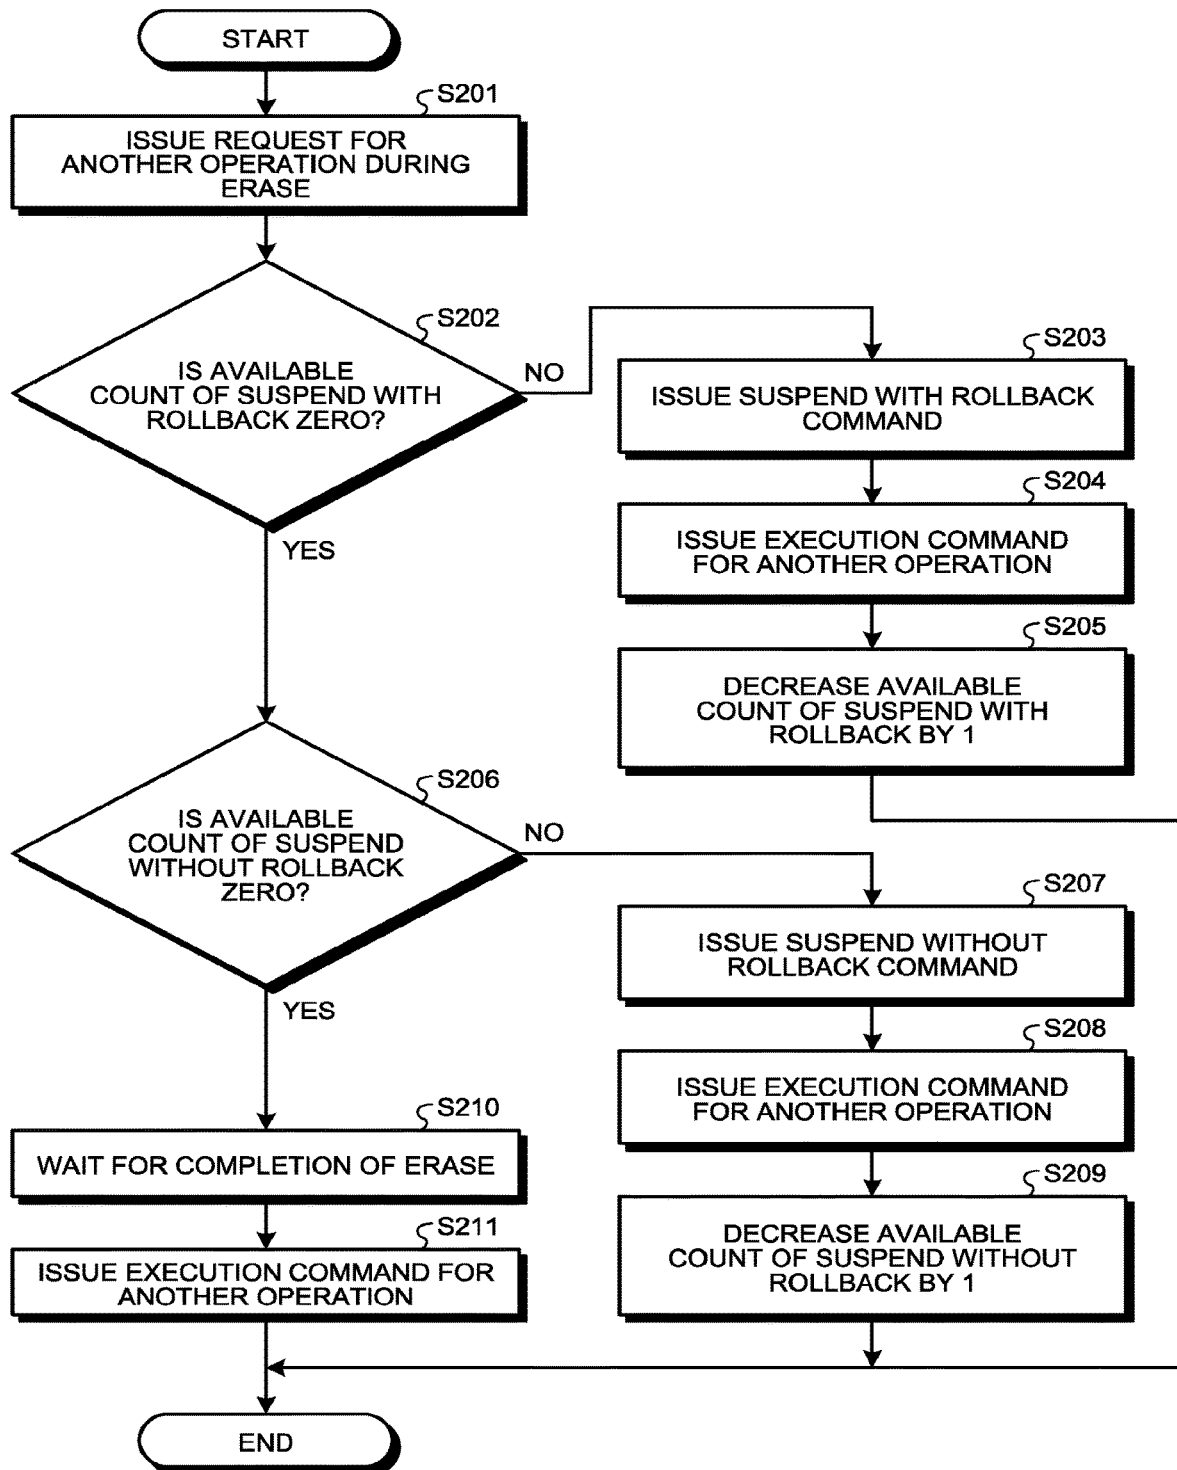 START
S201
ISSUE REQUEST FOR
ANOTHER OPERATION DURING
ERASE
S202
IS AVAILABLE
COUNT OF SUSPEND WITH
ROLLBACK ZERO?
NO
YES
S203
ISSUE SUSPEND WITH ROLLBACK
COMMAND
S204
ISSUE EXECUTION COMMAND
FOR ANOTHER OPERATION
S205
DECREASE AVAILABLE
COUNT OF SUSPEND WITH
ROLLBACK BY 1
S206
IS AVAILABLE
COUNT OF SUSPEND
WITHOUT ROLLBACK
ZERO?
NO
YES
S207
ISSUE SUSPEND WITHOUT
ROLLBACK COMMAND
S208
ISSUE EXECUTION COMMAND
FOR ANOTHER OPERATION
S209
DECREASE AVAILABLE
COUNT OF SUSPEND WITHOUT
ROLLBACK BY 1
S210
WAIT FOR COMPLETION OF ERASE
S211
ISSUE EXECUTION COMMAND FOR
ANOTHER OPERATION
END